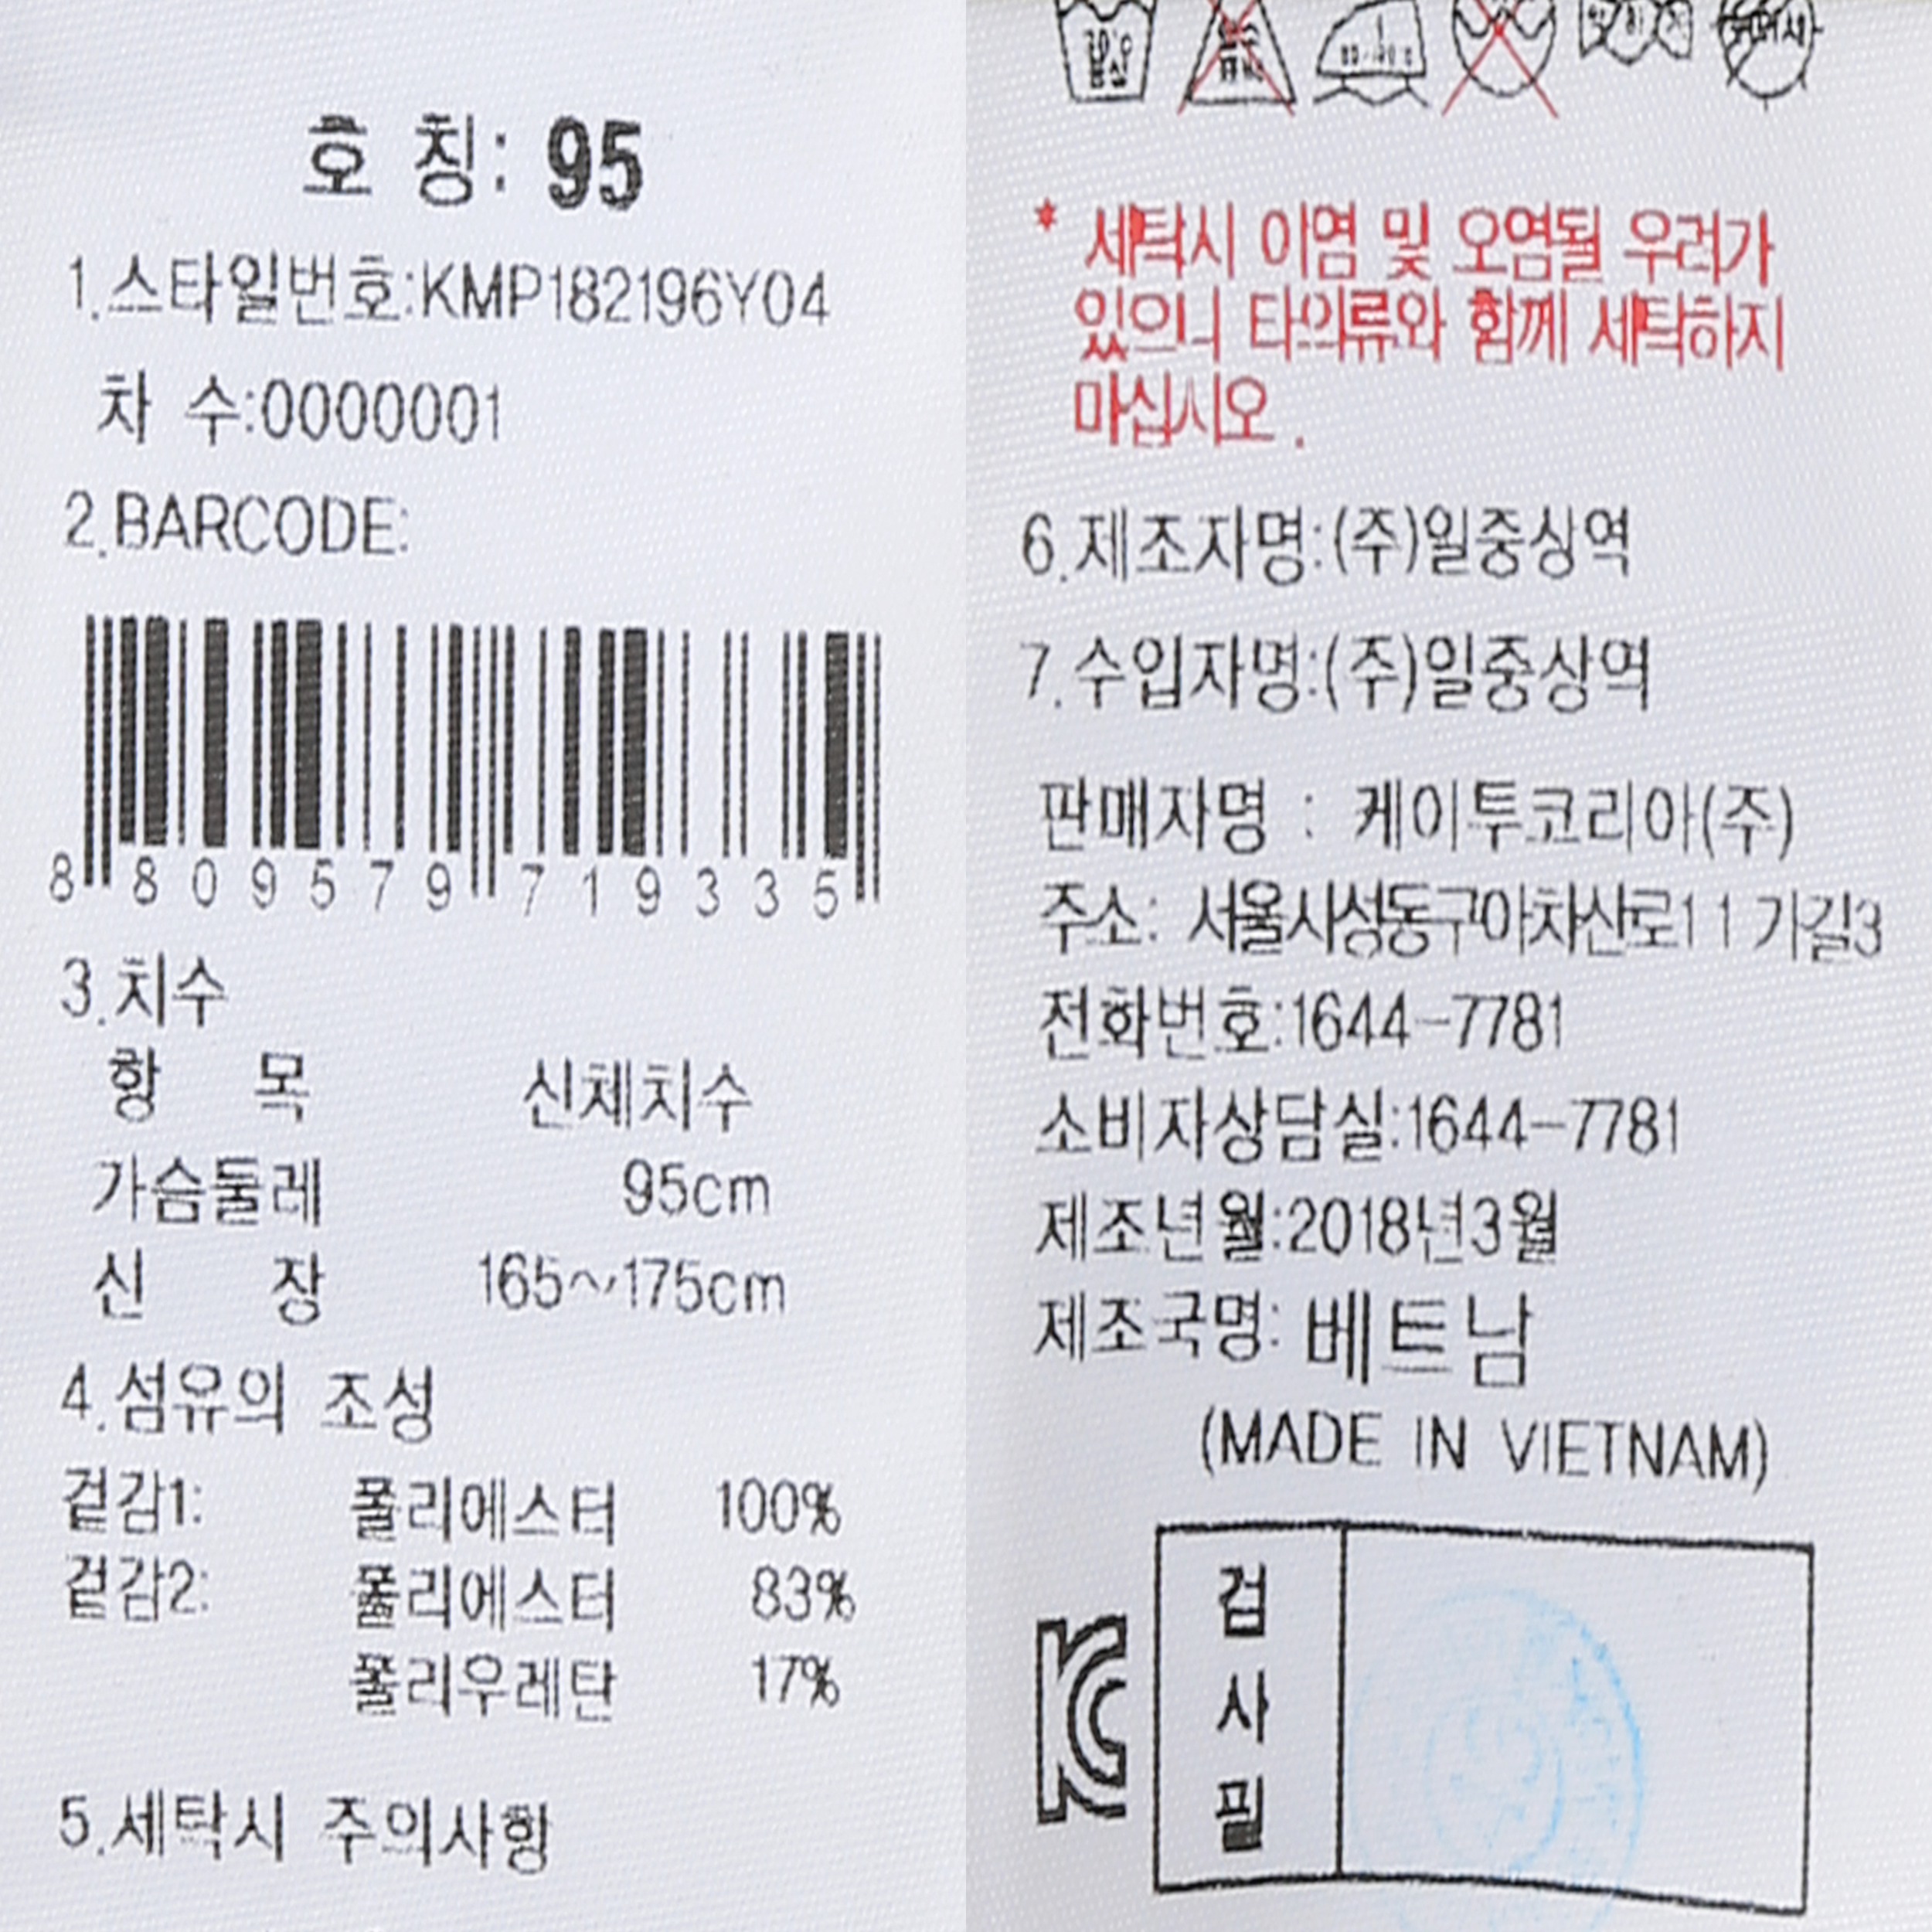 호 칭: 95
1.스타일번호:KMP182196Y04
차 수:0000001
2.BARCODE:
8 809579 719335
3.치수
항 목 신체치수
가슴둘레 95cm
신 장 165~175cm
4.섬유의 조성
겉감1: 폴리에스터 100%
겉감2: 폴리에스터 83%
폴리우레탄 17%
5.세탁시 주의사항
* 세탁시 이염 및 오염될 우려가
있으니 타의류와 함께 세탁하지
마십시오.
6.제조자명:(주)일중상역
7.수입자명:(주)일중상역
판매자명 : 케이투코리아(주)
주소: 서울시성동구아차산로11가길3
전화번호:1644-7781
소비자상담실:1644-7781
제조년월:2018년3월
제조국명: 베트남
(MADE IN VIETNAM)
KC
검
사
필